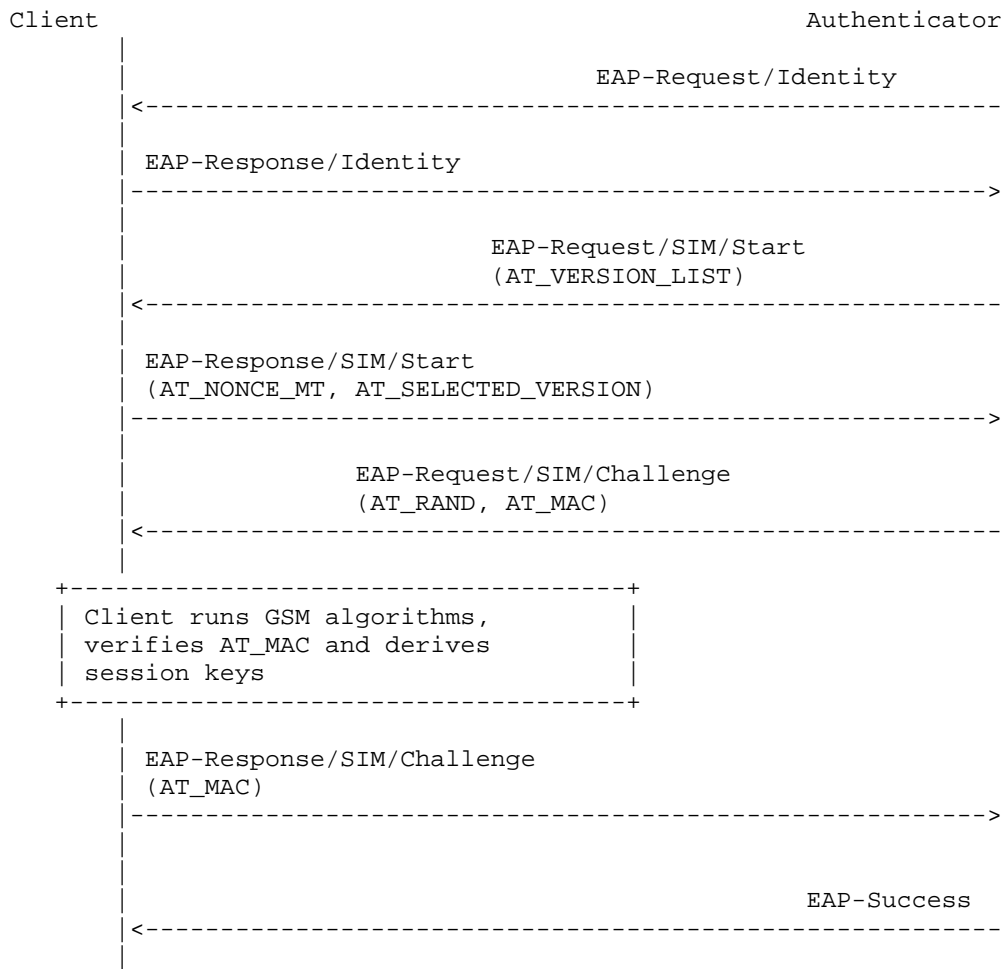 Client Authenticator
EAP-Request/Identity
EAP-Response/Identity
EAP-Request/SIM/Start
(AT_VERSION_LIST)
EAP-Response/SIM/Start
(AT_NONCE_MT, AT_SELECTED_VERSION)
EAP-Request/SIM/Challenge
(AT_RAND, AT_MAC)
Client runs GSM algorithms,
verifies AT_MAC and derives
session keys
EAP-Response/SIM/Challenge
(AT_MAC)
EAP-Success